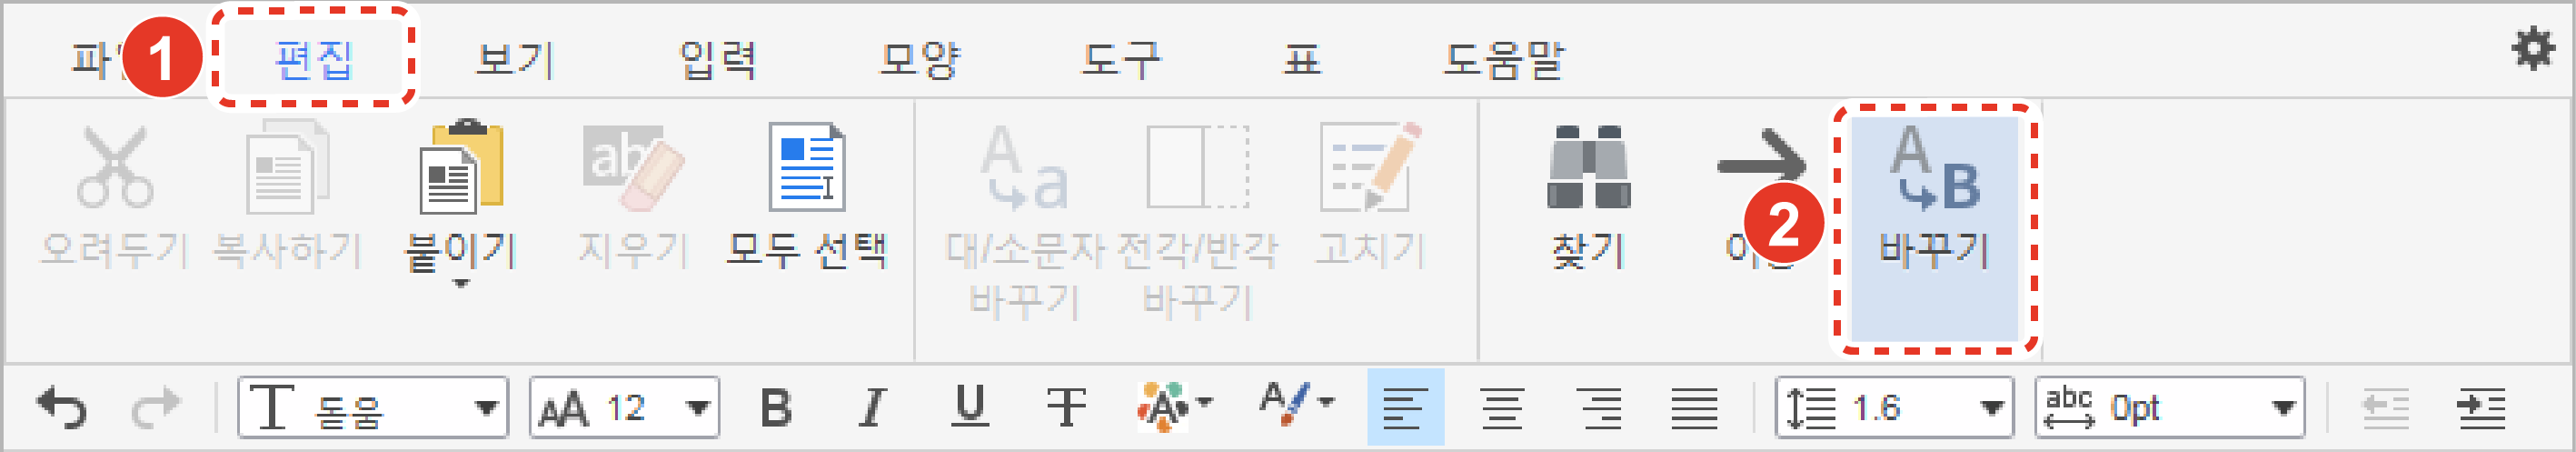 1 편집 보기 입력 모양 도구 표 도움말
오려두기 복사하기 붙이기 지우기 모두 선택 대/소문자 바꾸기 전각/반각 바꾸기 고치기 찾기 2 바꾸기
돋움 12 1.6 abc 0pt